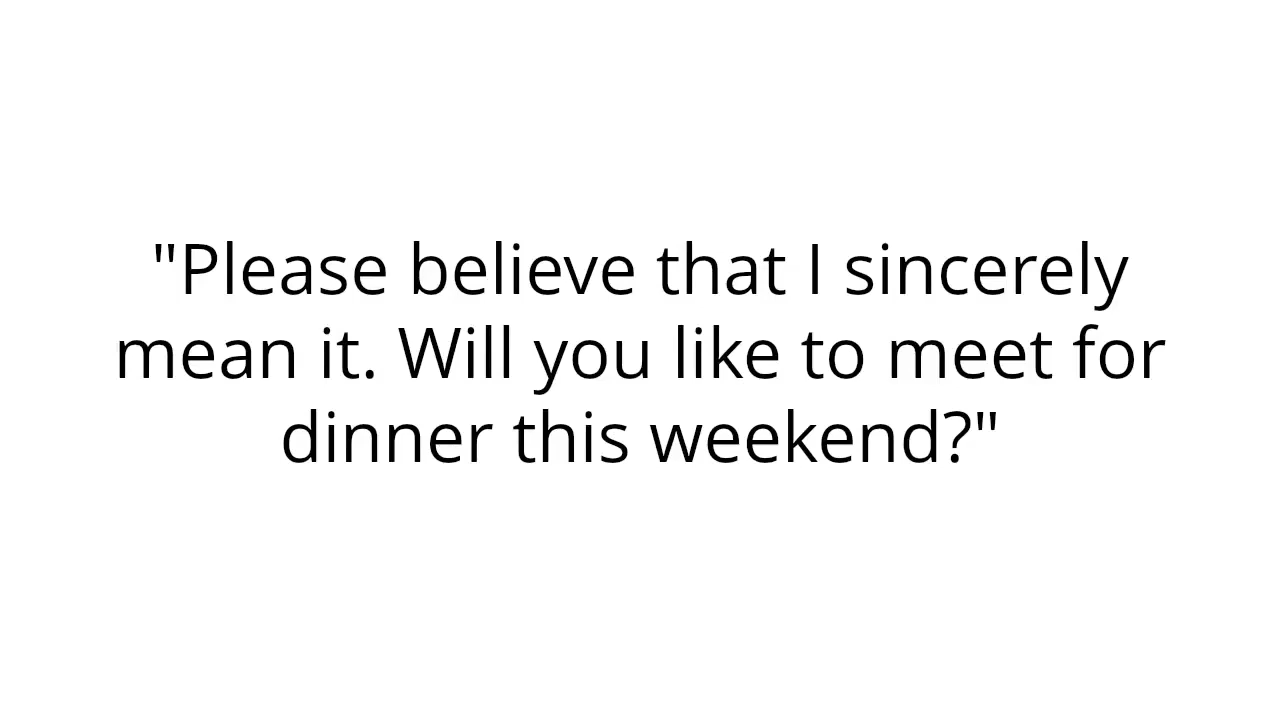 "Please believe that I sincerely
mean it. Will you like to meet for
dinner this weekend?"